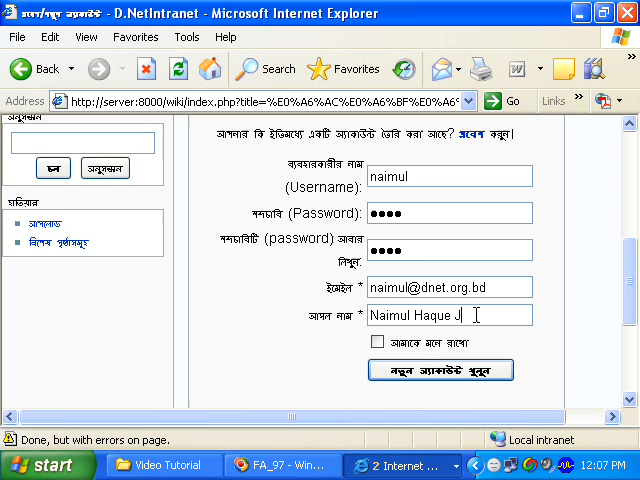 প্রবেশ/নতুন অ্যাকাউন্ট - D.NetIntranet - Microsoft Internet Explorer
File Edit View Favorites Tools Help
Back Search Favorites
Address http://server:8000/wiki/index.php?title=%E0%A6%AC%E0%A6%BF%E0%A6 Go Links
অনুসন্ধান
চল অনুসন্ধান
হাতিয়ার
আপলোড
বিশেষ পৃষ্ঠাসমূহ
আপনার কি ইতিমধ্যে একটি অ্যাকাউন্ট তৈরি করা আছে? প্রবেশ করুন।
ব্যবহারকারীর নাম (Username): naimul
শব্দচাবি (Password): ●●●●
শব্দচাবিটি (password) আবার লিখুন: ●●●●
ইমেইল * naimul@dnet.org.bd
আসল নাম * Naimul Haque J
আমাকে মনে রাখো
নতুন অ্যাকাউন্ট খুলুন
Done, but with errors on page. Local intranet
start Video Tutorial FA_97 - Win... 2 Internet ... 12:07 PM